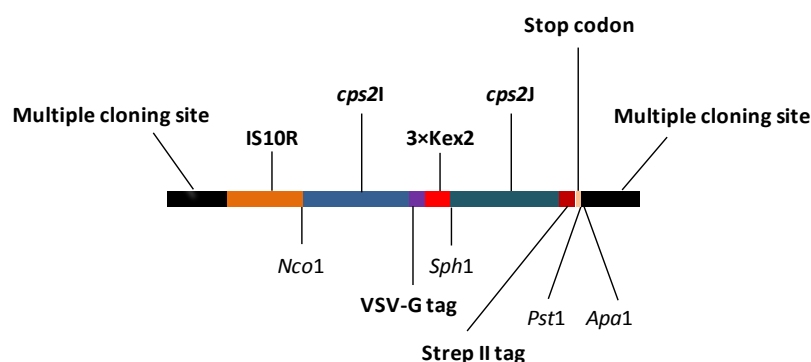 Stop codon
cps2I
cps2J
Multiple cloning site
Multiple cloning site
IS10R
3×Kex2
Nco1
Sph1
VSV-G tag
Pst1
Apa1
Strep II tag